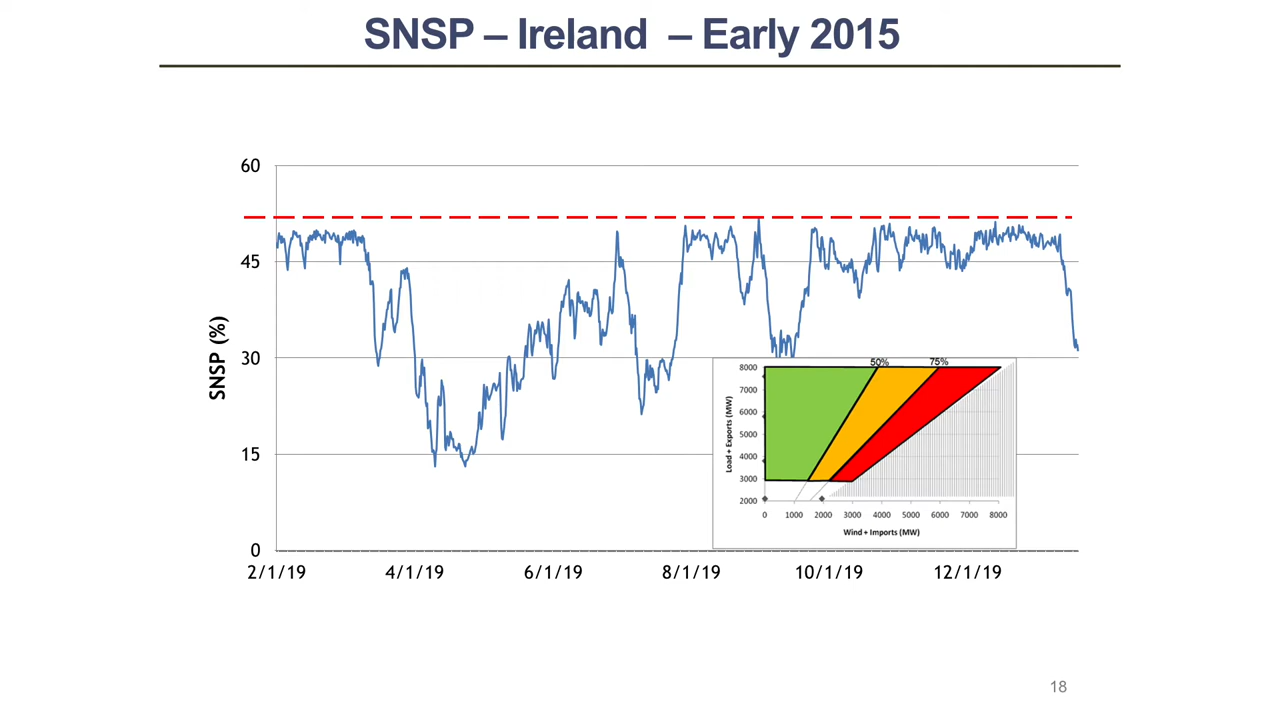 SNSP – Ireland – Early 2015
60
45
30
15
0
SNSP (%)
2/1/19 4/1/19 6/1/19 8/1/19 10/1/19 12/1/19
50% 75%
8000
7000
6000
5000
4000
3000
2000
Load + Exports (MW)
0 1000 2000 3000 4000 5000 6000 7000 8000
Wind + Imports (MW)
18